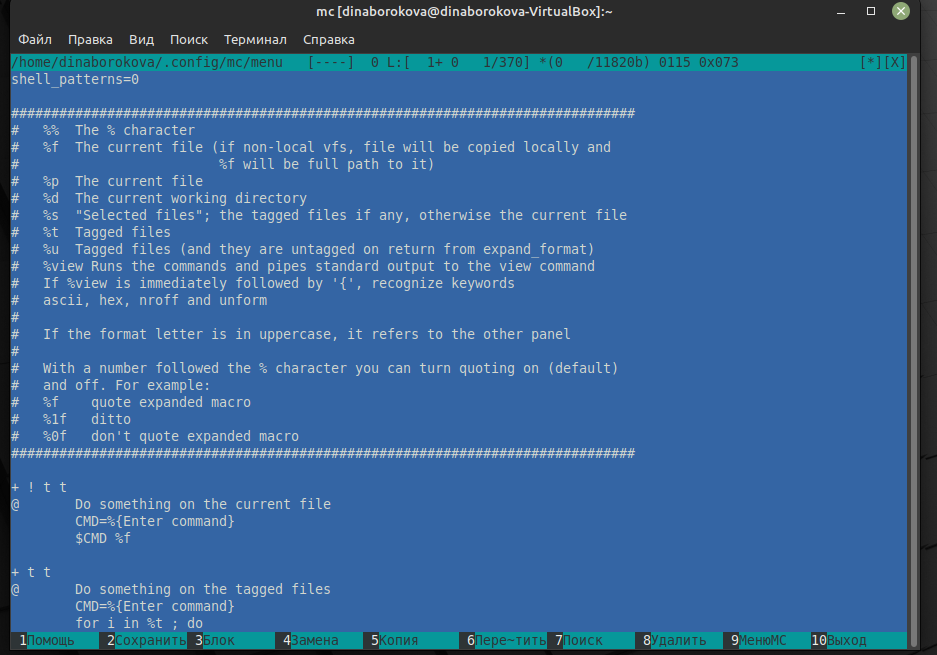 mc [dinaborokova@dinaborokova-VirtualBox]:~
Файл Правка Вид Поиск Терминал Справка
/home/dinaborokova/.config/mc/menu   [----]  0 L:[  1+ 0   1/370] *(0   /11820b) 0115 0x073                [*][X]
shell_patterns=0
##############################################################################
#   %%  The % character
#   %f  The current file (if non-local vfs, file will be copied locally and
#                         %f will be full path to it)
#   %p  The current file
#   %d  The current working directory
#   %s  "Selected files"; the tagged files if any, otherwise the current file
#   %t  Tagged files
#   %u  Tagged files (and they are untagged on return from expand_format)
#   %view Runs the commands and pipes standard output to the view command
#   If %view is immediately followed by '{', recognize keywords
#   ascii, hex, nroff and unform
#
#   If the format letter is in uppercase, it refers to the other panel
#
#   With a number followed the % character you can turn quoting on (default)
#   and off. For example:
#   %f    quote expanded macro
#   %1f   ditto
#   %0f   don't quote expanded macro
##############################################################################
+ ! t t
@       Do something on the current file
        CMD=%{Enter command}
        $CMD %f
+ t t
@       Do something on the tagged files
        CMD=%{Enter command}
        for i in %t ; do
1Помощь 2Сохранить 3Блок 4Замена 5Копия 6Пере~тить 7Поиск 8Удалить 9МенюMC 10Выход